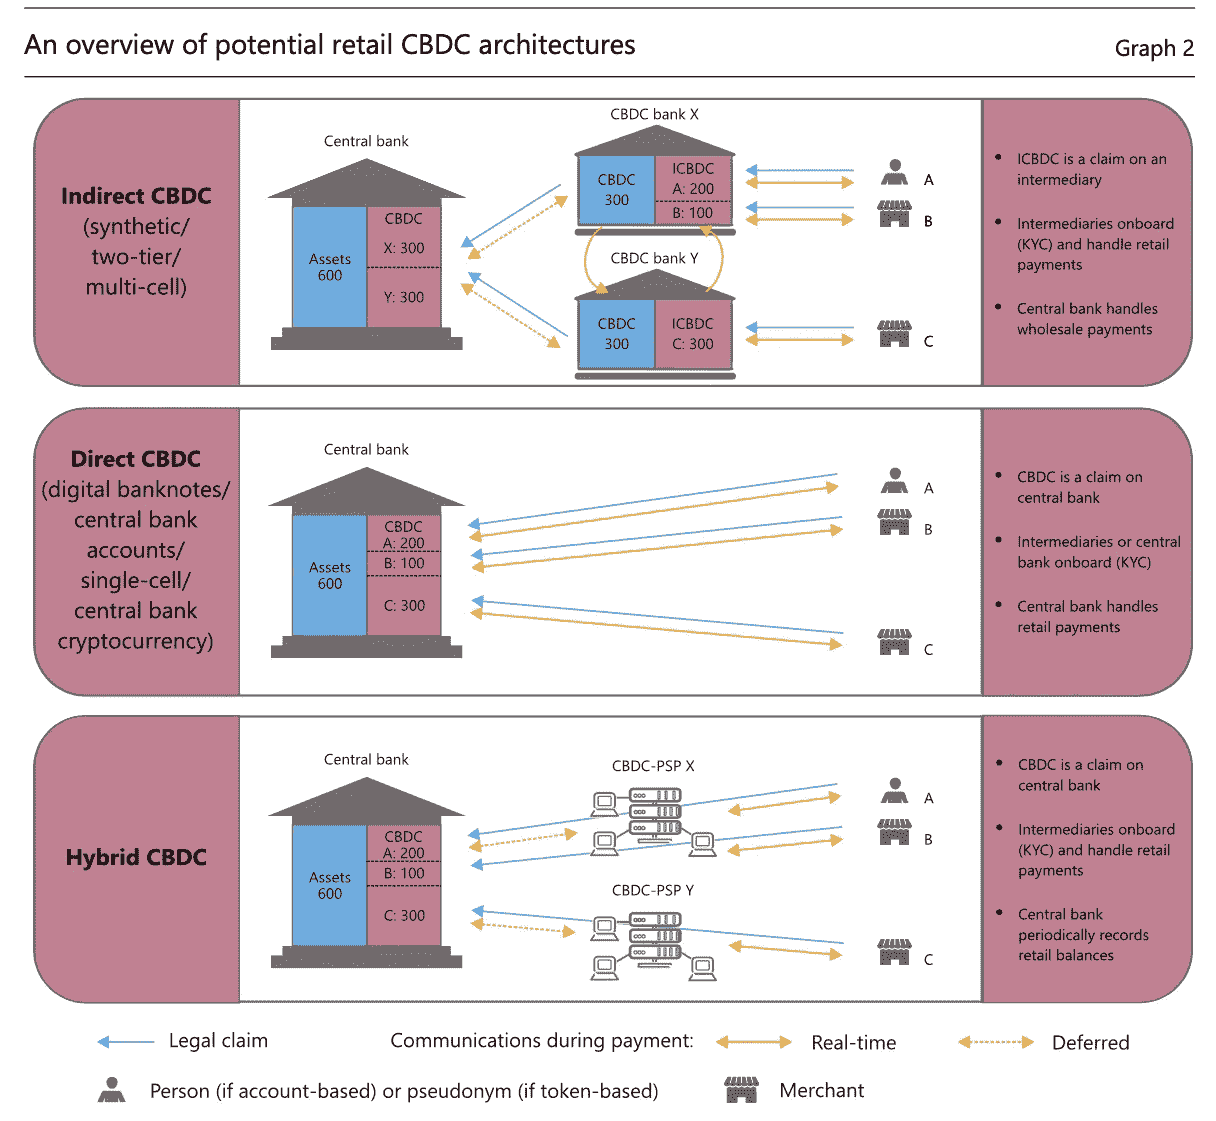 An overview of potential retail CBDC architectures
Graph 2
Indirect CBDC
(synthetic/
two-tier/
multi-cell)
Central bank
Assets
600
CBDC
X: 300
Y: 300
CBDC bank X
CBDC
300
ICBDC
A: 200
B: 100
CBDC bank Y
CBDC
300
ICBDC
C: 300
A
B
C
• ICBDC is a claim on an
intermediary
• Intermediaries onboard
(KYC) and handle retail
payments
• Central bank handles
wholesale payments
Direct CBDC
(digital banknotes/
central bank
accounts/
single-cell/
central bank
cryptocurrency)
Central bank
Assets
600
CBDC
A: 200
B: 100
C: 300
A
B
C
• CBDC is a claim on
central bank
• Intermediaries or central
bank onboard (KYC)
• Central bank handles
retail payments
Hybrid CBDC
Central bank
Assets
600
CBDC
A: 200
B: 100
C: 300
CBDC-PSP X
CBDC-PSP Y
A
B
C
• CBDC is a claim on
central bank
• Intermediaries onboard
(KYC) and handle retail
payments
• Central bank
periodically records
retail balances
Legal claim
Communications during payment:
Real-time
Deferred
Person (if account-based) or pseudonym (if token-based)
Merchant